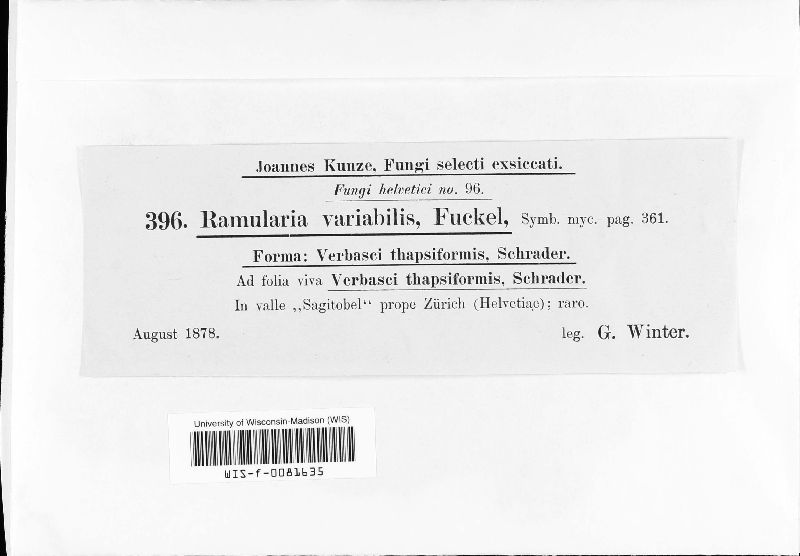 Joannes Kunze, Fungi selecti exsiccati.
Fungi helvetici no. 96.
396. Ramularia variabilis, Fuckel, Symb. myc. pag. 361.
Forma: Verbasci thapsiformis, Schrader.
Ad folia viva Verbasci thapsiformis, Schrader.
In valle „Sagitobel“ prope Zürich (Helvetiae); raro.
August 1878. leg. G. Winter.
University of Wisconsin-Madison (WIS)
WIS-f-0081635